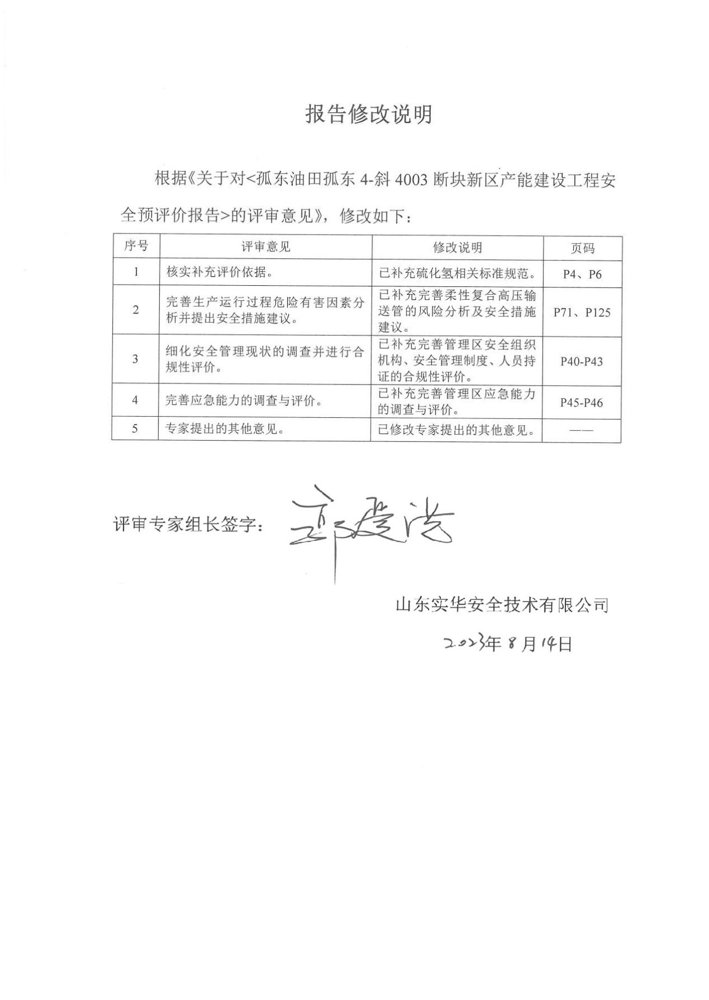 报告修改说明
根据《关于对<孤东油田孤东 4-斜 4003 断块新区产能建设工程安
全预评价报告>的评审意见》，修改如下：
序号 评审意见 修改说明 页码
1 核实补充评价依据。 已补充硫化氢相关标准规范。 P4、P6
2 完善生产运行过程危险有害因素分
析并提出安全措施建议。
已补充完善柔性复合高压输
送管的风险分析及安全措施
建议。
P71、P125
3 细化安全管理现状的调查并进行合
规性评价。
已补充完善管理区安全组织
机构、安全管理制度、人员持
证的合规性评价。
P40-P43
4 完善应急能力的调查与评价。
已补充完善管理区应急能力
的调查与评价。
P45-P46
5 专家提出的其他意见。 已修改专家提出的其他意见。 ——
评审专家组长签字：
山东实华安全技术有限公司
2023年 8 月 14日